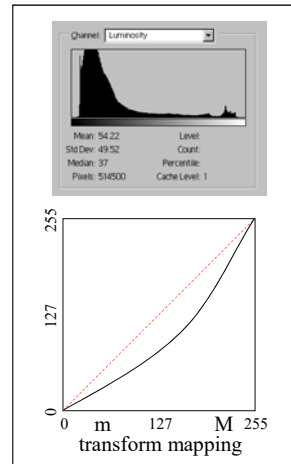 Channel: Luminosity
Mean: 54.22 Level:
Std Dev: 49.52 Count:
Median: 37 Percentile:
Pixels: 514500 Cache Level: 1
255
127
0
0 m 127 M 255
transform mapping